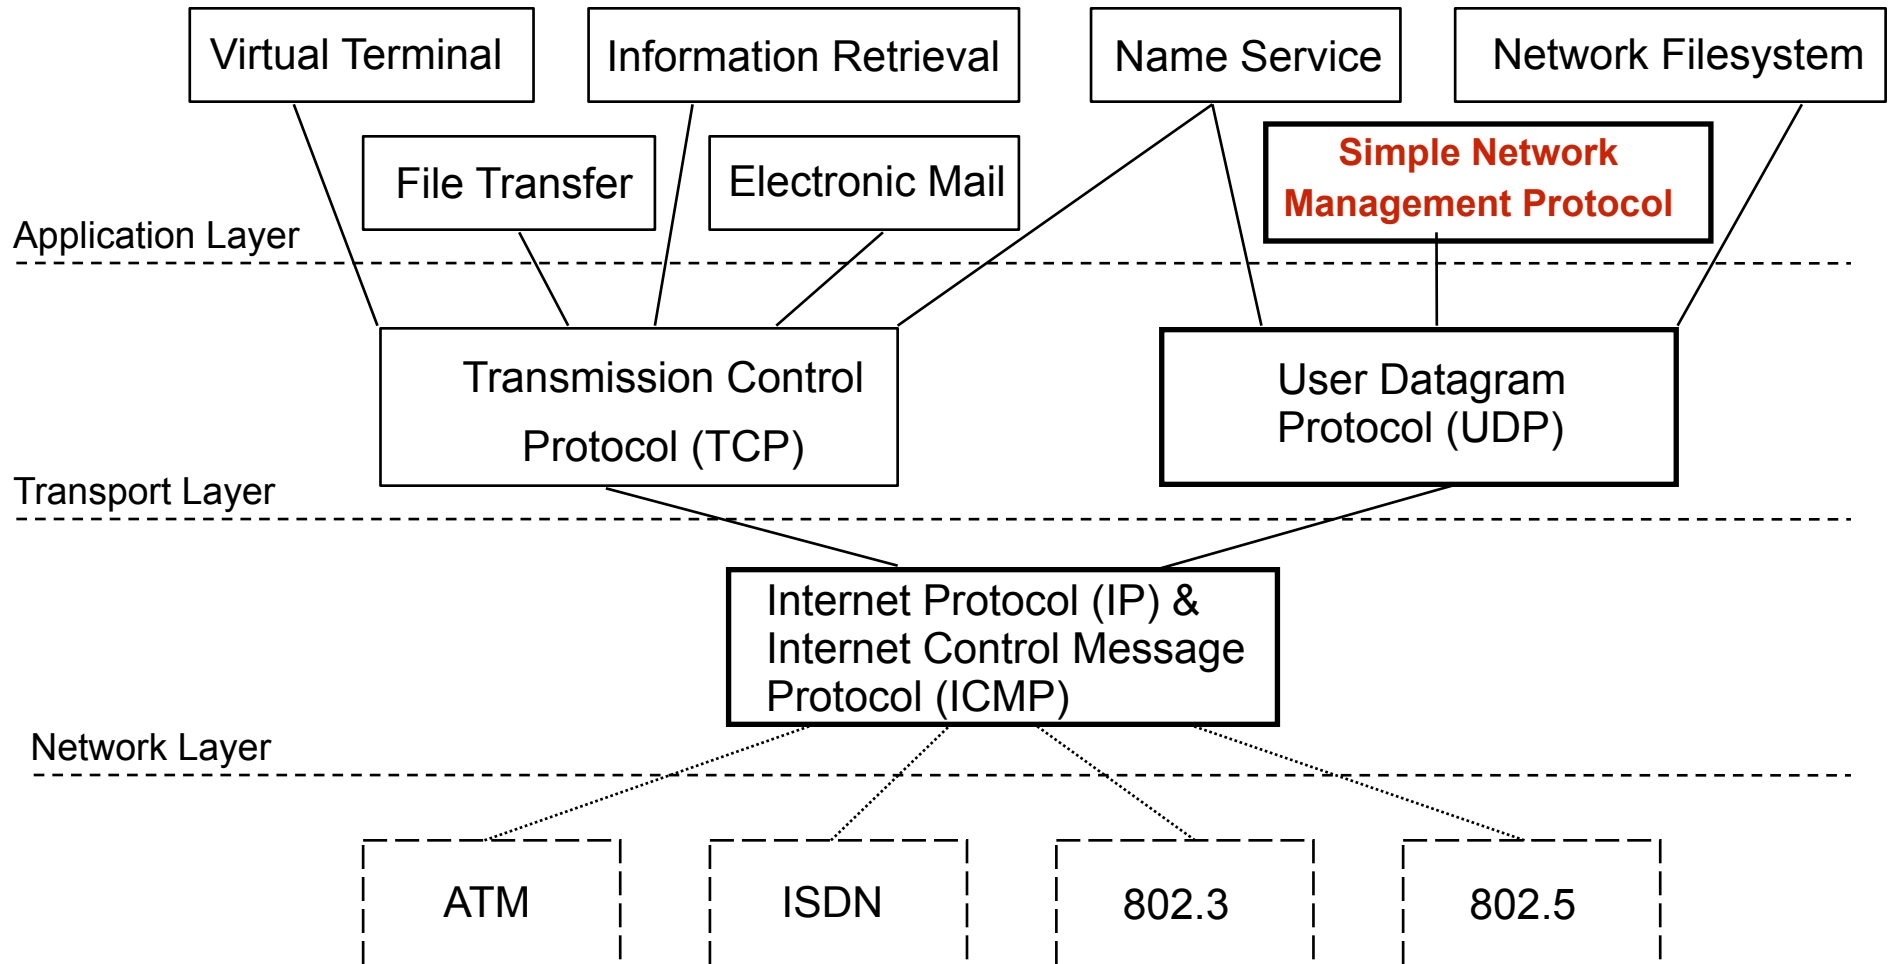 Virtual Terminal
Information Retrieval
Name Service
Network Filesystem
File Transfer
Electronic Mail
Simple Network
Management Protocol
Application Layer
Transmission Control
Protocol (TCP)
User Datagram
Protocol (UDP)
Transport Layer
Internet Protocol (IP) &
Internet Control Message
Protocol (ICMP)
Network Layer
ATM
ISDN
802.3
802.5